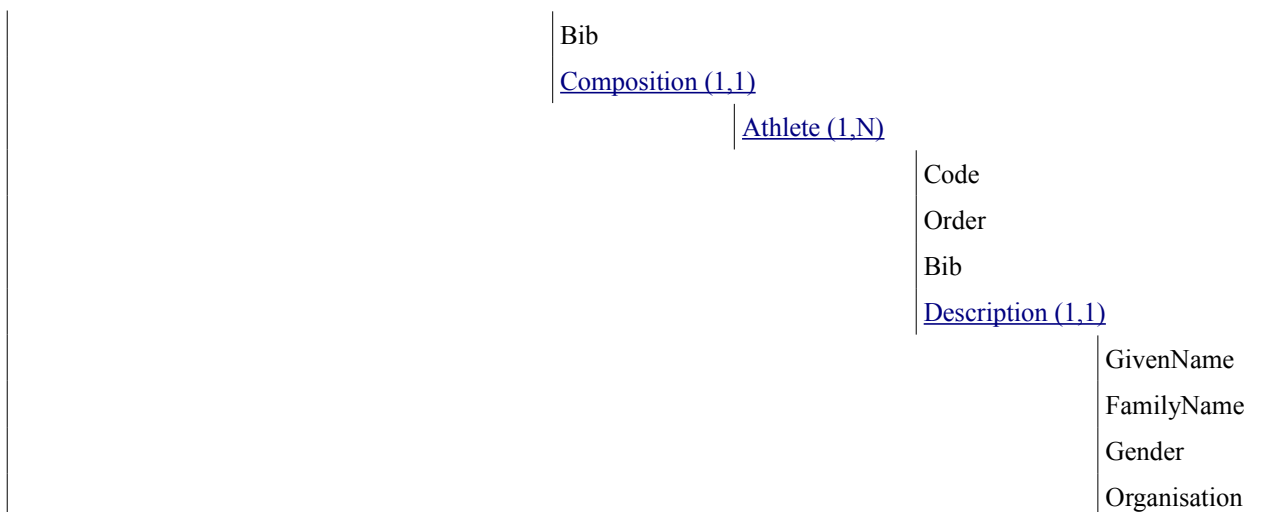 Bib
Composition (1,1)
Athlete (1,N)
Code
Order
Bib
Description (1,1)
GivenName
FamilyName
Gender
Organisation